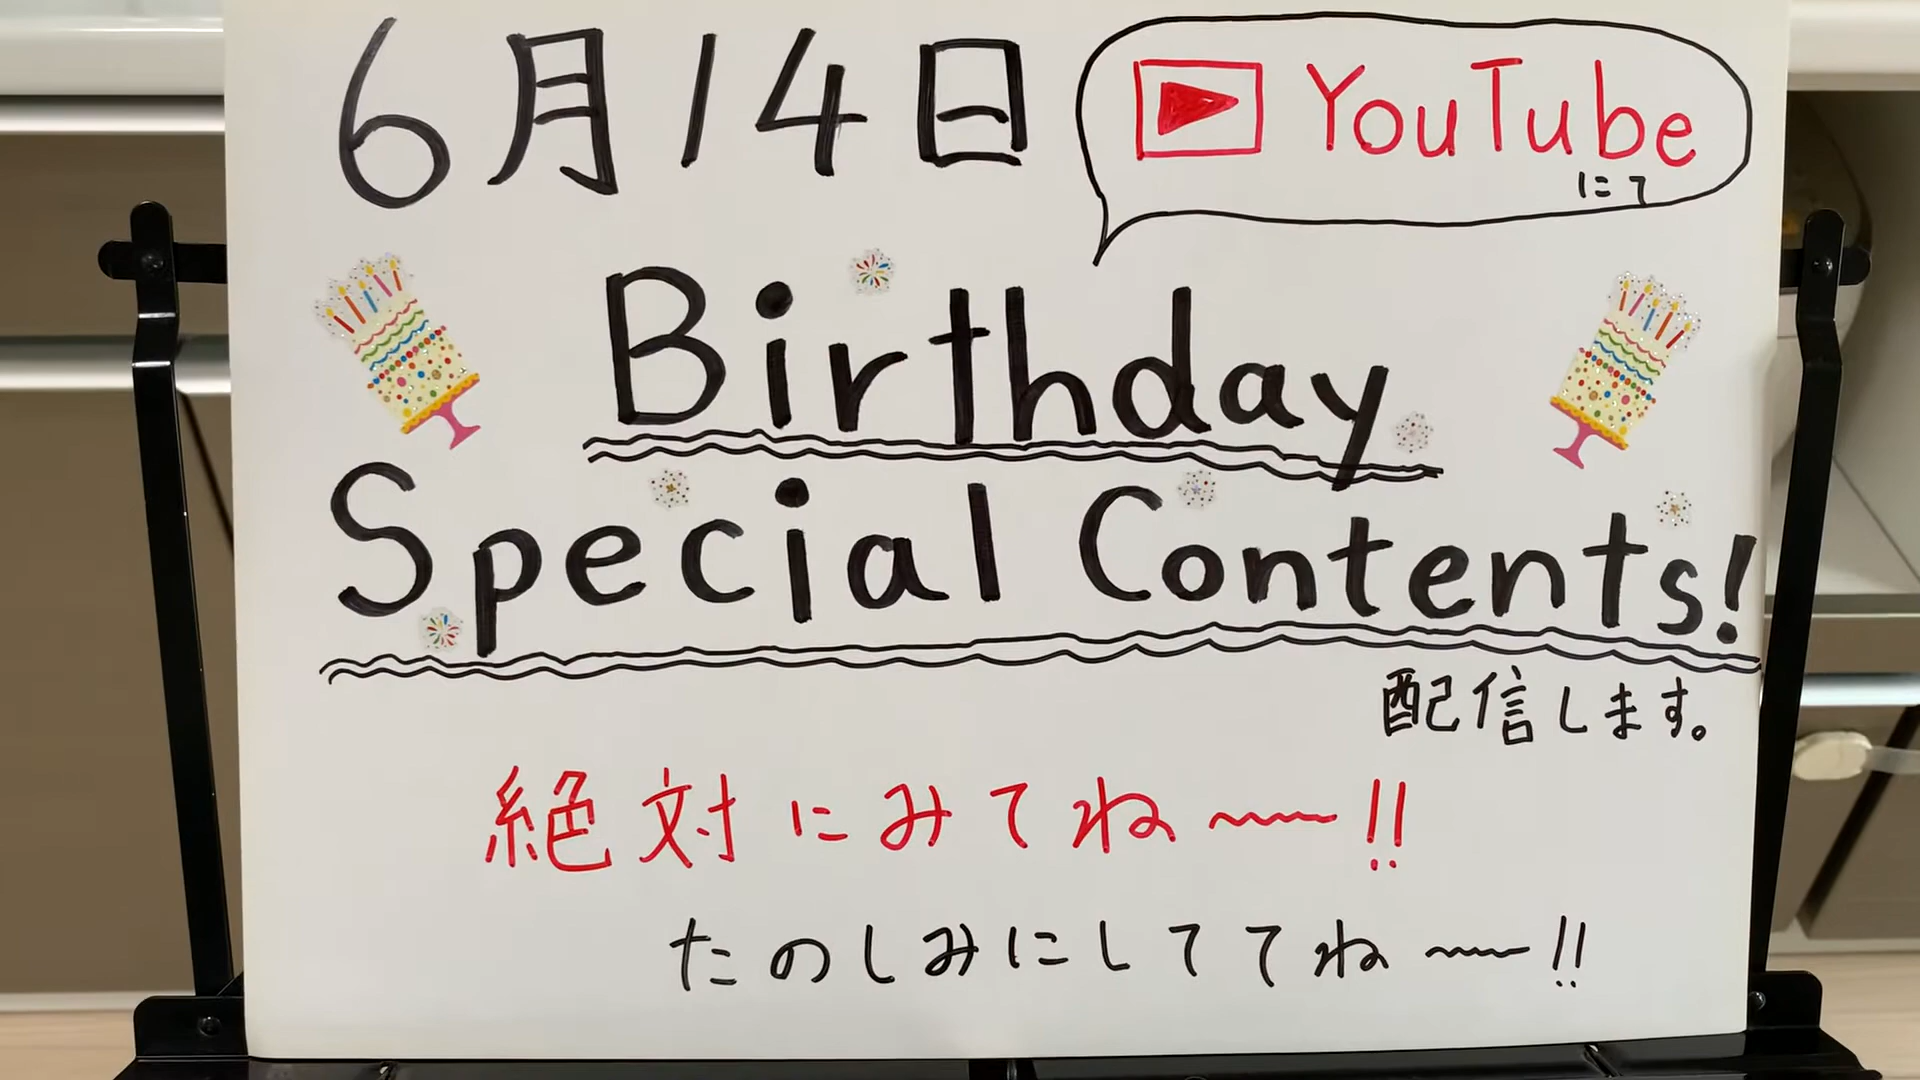 6月14日
YouTube
にて
Birthday
Special Contents!
配信します。
絶対にみてね〜〜!!
たのしみにしててね〜〜!!